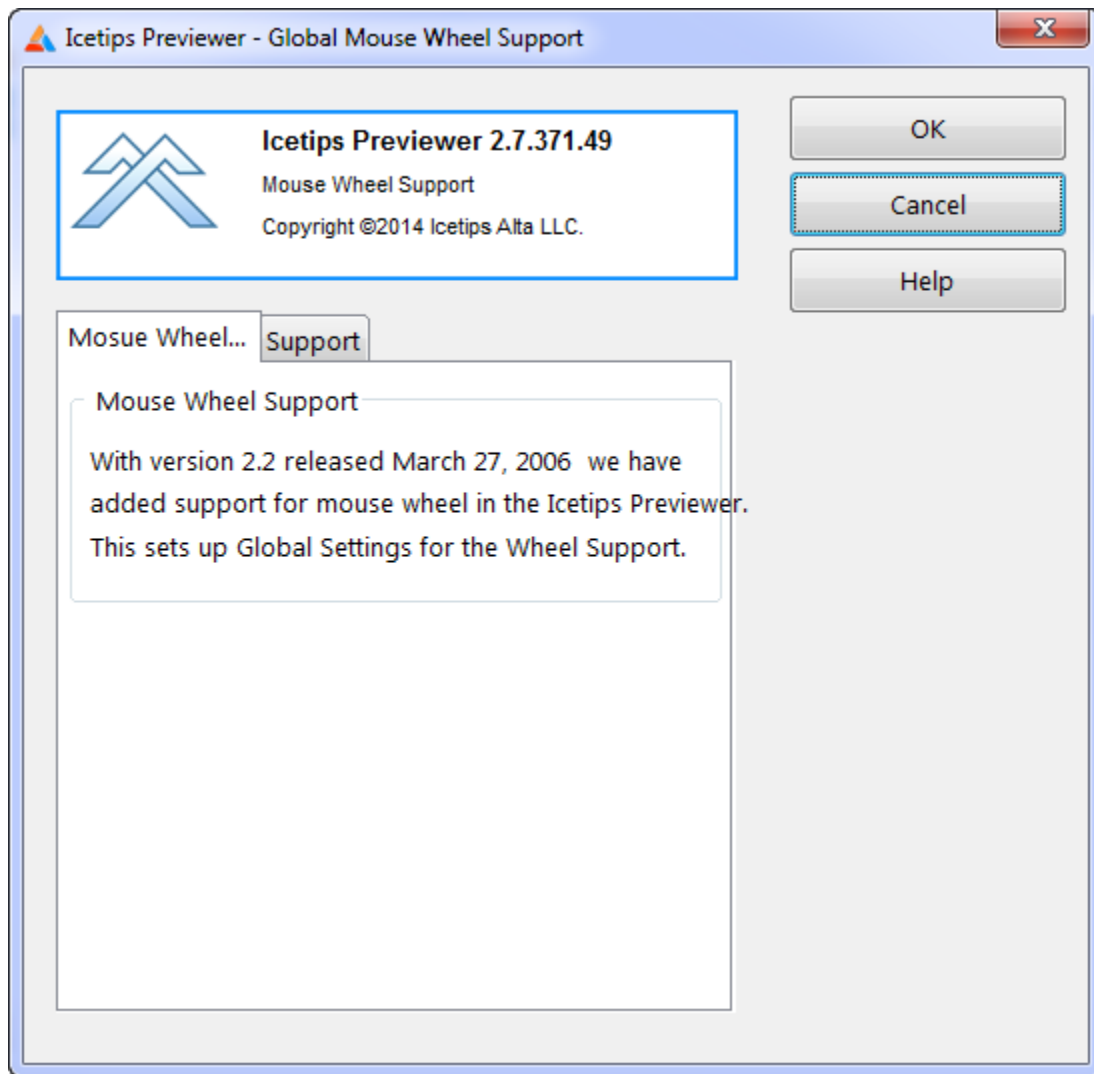 Icetips Previewer - Global Mouse Wheel Support
Icetips Previewer 2.7.371.49
Mouse Wheel Support
Copyright ©2014 Icetips Alta LLC.
OK
Cancel
Help
Mosue Wheel...
Support
Mouse Wheel Support
With version 2.2 released March 27, 2006  we have
added support for mouse wheel in the Icetips Previewer.
This sets up Global Settings for the Wheel Support.